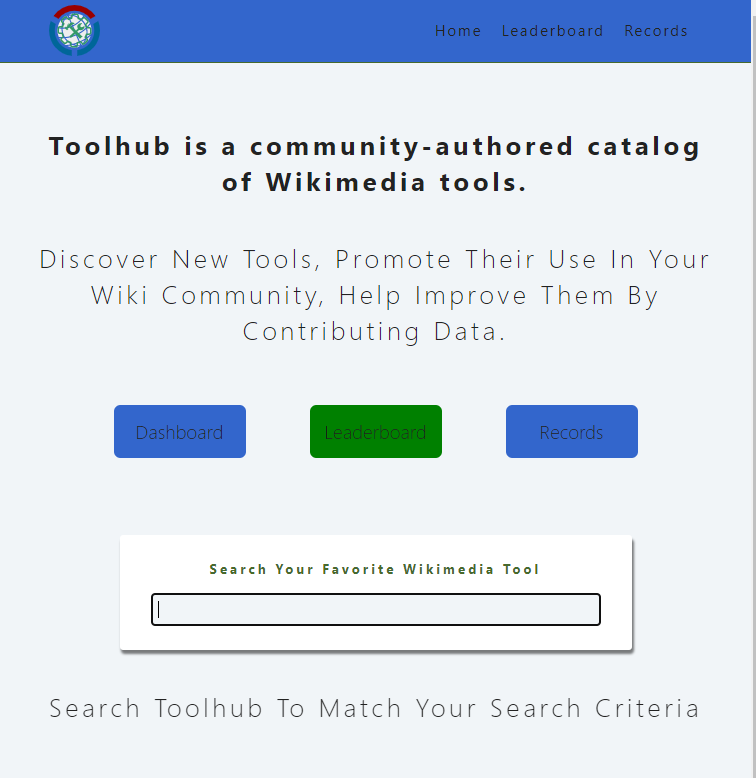 Home Leaderboard Records
Toolhub is a community-authored catalog
of Wikimedia tools.
Discover New Tools, Promote Their Use In Your
Wiki Community, Help Improve Them By
Contributing Data.
Dashboard Leaderboard Records
Search Your Favorite Wikimedia Tool
Search Toolhub To Match Your Search Criteria